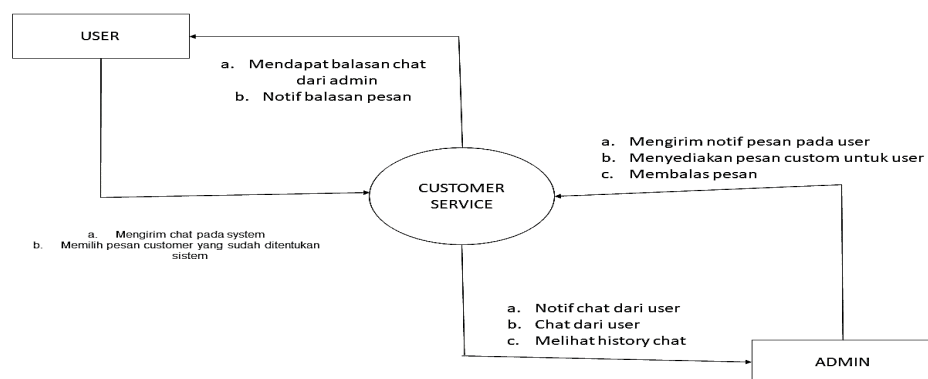 USER
a. Mendapat balasan chat
dari admin
b. Notif balasan pesan
a. Mengirim notif pesan pada user
b. Menyediakan pesan custom untuk user
c. Membalas pesan
CUSTOMER
SERVICE
a. Mengirim chat pada system
b. Memilih pesan customer yang sudah ditentukan
sistem
a. Notif chat dari user
b. Chat dari user
c. Melihat history chat
ADMIN